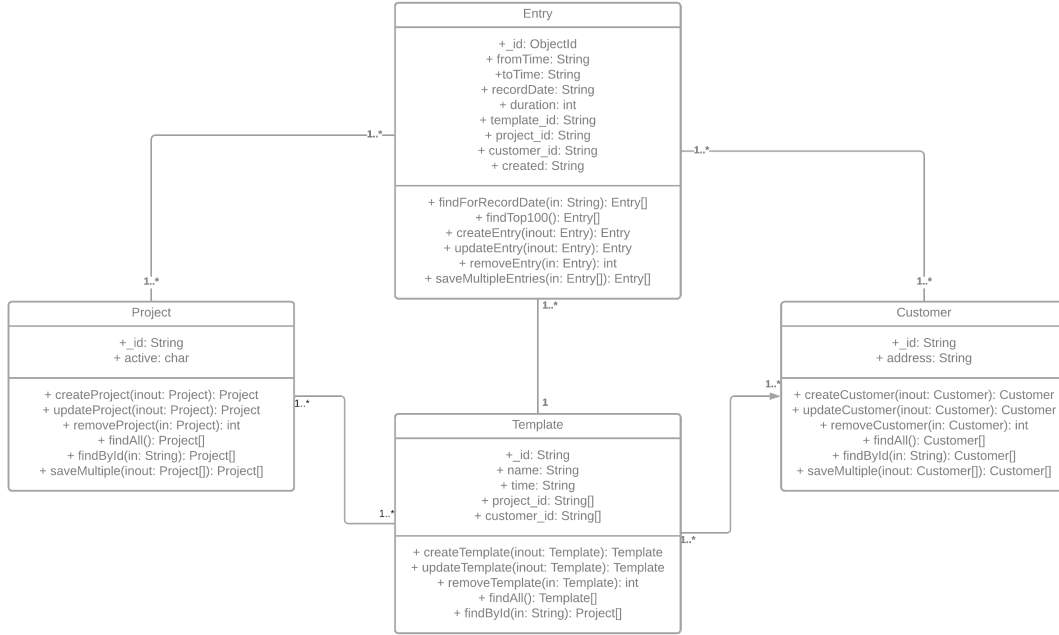 Entry
+_id: ObjectId
+ fromTime: String
+toTime: String
+ recordDate: String
+ duration: int
+ template_id: String
+ project_id: String
+ customer_id: String
+ created: String
+ findForRecordDate(in: String): Entry[]
+ findTop100(): Entry[]
+ createEntry(inout: Entry): Entry
+ updateEntry(inout: Entry): Entry
+ removeEntry(in: Entry): int
+ saveMultipleEntries(in: Entry[]): Entry[]
1..*
1..*
1..*
1..*
1..*
1
Project
+_id: String
+ active: char
+ createProject(inout: Project): Project
+ updateProject(inout: Project): Project
+ removeProject(in: Project): int
+ findAll(): Project[]
+ findById(in: String): Project[]
+ saveMultiple(inout: Project[]): Project[]
1..*
1..*
Template
+_id: String
+ name: String
+ time: String
+ project_id: String[]
+ customer_id: String[]
+ createTemplate(inout: Template): Template
+ updateTemplate(inout: Template): Template
+ removeTemplate(in: Template): int
+ findAll(): Template[]
+ findById(in: String): Project[]
1..*
1..*
Customer
+_id: String
+ address: String
+ createCustomer(inout: Customer): Customer
+ updateCustomer(inout: Customer): Customer
+ removeCustomer(in: Customer): int
+ findAll(): Customer[]
+ findById(in: String): Customer[]
+ saveMultiple(inout: Customer[]): Customer[]